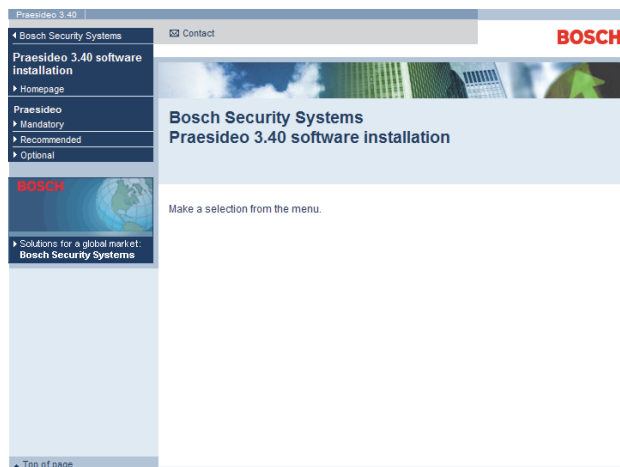 Praesideo 3.40
Bosch Security Systems
Contact
BOSCH
Praesideo 3.40 software
installation
Homepage
Praesideo
Mandatory
Recommended
Optional
Bosch Security Systems
Praesideo 3.40 software installation
BOSCH
Make a selection from the menu.
Solutions for a global market:
Bosch Security Systems
Top of page